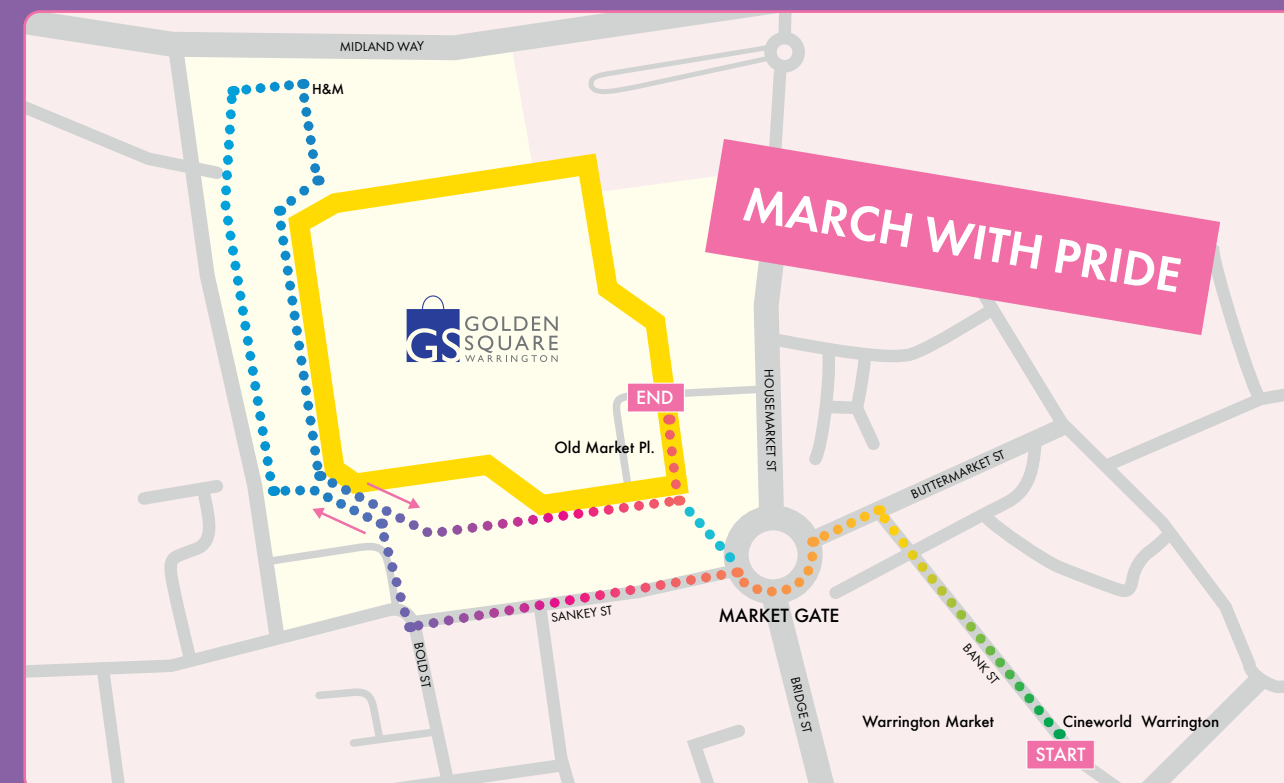 MIDLAND WAY
H&M
MARCH WITH PRIDE
GS
GOLDEN
SQUARE
WARRINGTON
END
HOUSEMARKET ST
Old Market Pl.
BUTTERMARKET ST
SANKEY ST
MARKET GATE
BOLD ST
BANK ST
BRIDGE ST
Warrington Market
Cineworld Warrington
START